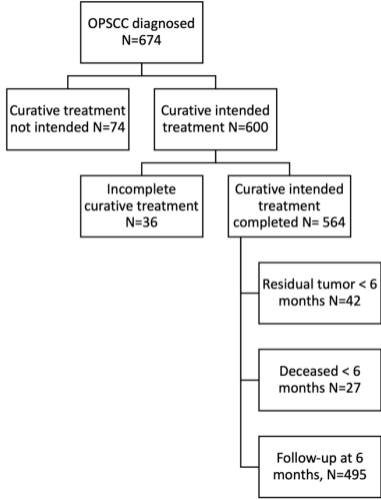 OPSCC diagnosed
N=674
Curative treatment
not intended N=74
Curative intended
treatment N=600
Incomplete
curative treatment
N=36
Curative intended
treatment
completed N= 564
Residual tumor < 6
months N=42
Deceased < 6
months N=27
Follow-up at 6
months, N=495